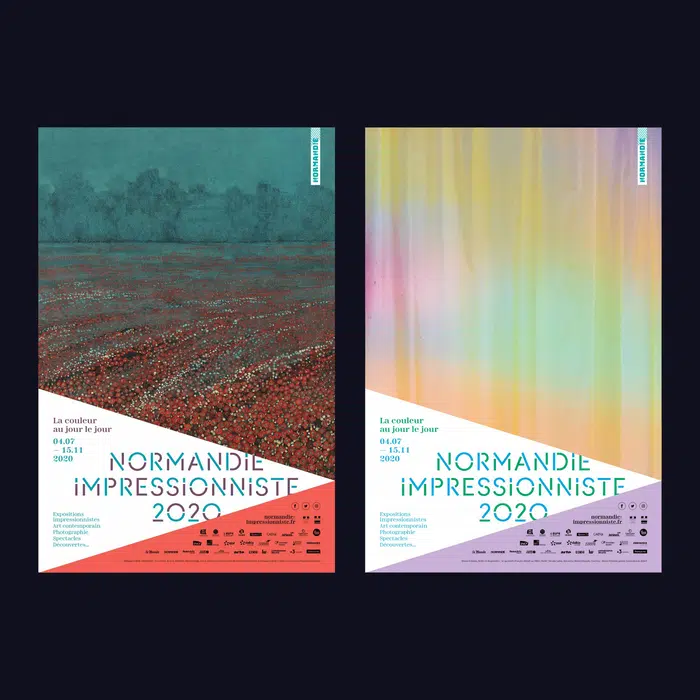 NORMANDIE
La couleur
au jour le jour
04.07
– 15.11
2020
NORMANDIE
IMPRESSIONNISTE
2020
Expositions
impressionnistes
Art contemporain
Photographie
Spectacles
Découvertes...
normandie-
impressionniste.fr
NORMANDIE
La couleur
au jour le jour
04.07
– 15.11
2020
NORMANDIE
IMPRESSIONNISTE
2020
Expositions
impressionnistes
Art contemporain
Photographie
Spectacles
Découvertes...
normandie-
impressionniste.fr